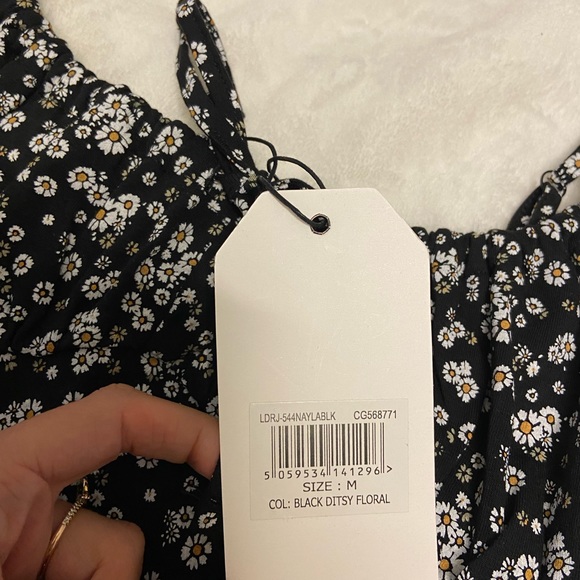 LDRJ-544NAYLABLK CG568771
5 059534 141296 >
SIZE : M
COL: BLACK DITSY FLORAL